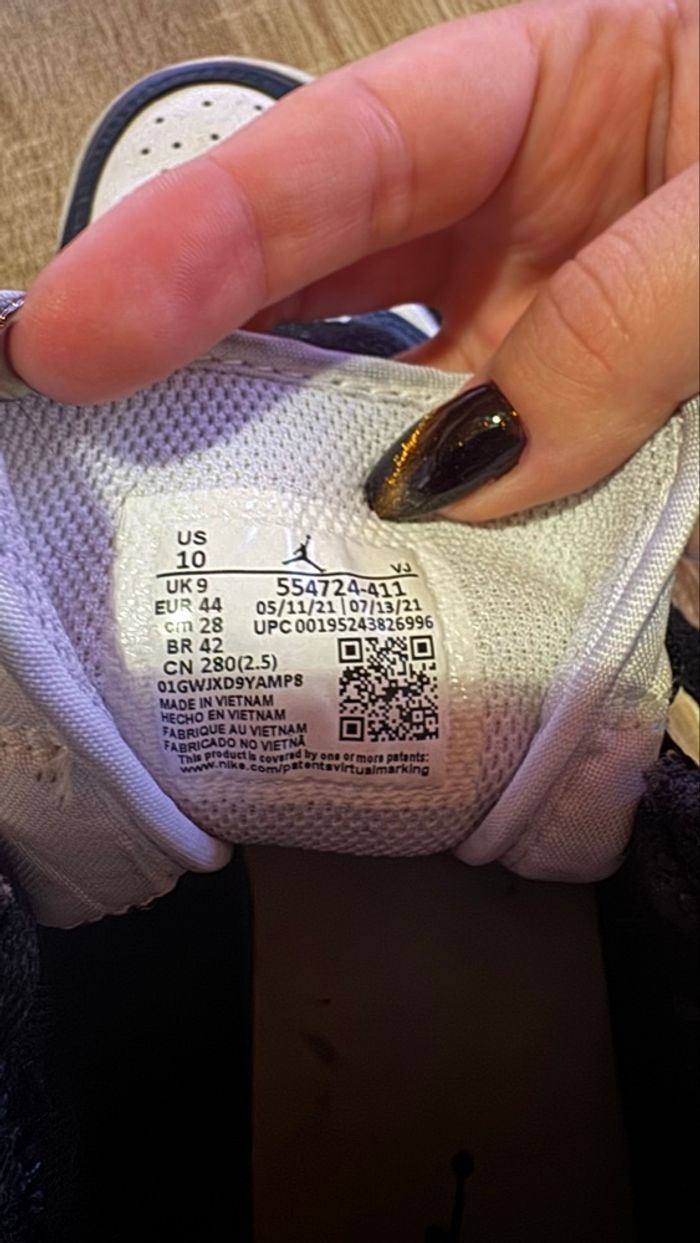 US
10
VJ
UK 9
554724-411
EUR 44
05/11/21 | 07/13/21
cm 28
UPC 00195243826996
BR 42
CN 280(2.5)
01GWJXD9YAMP8
MADE IN VIETNAM
HECHO EN VIETNAM
FABRIQUE AU VIETNAM
FABRICADO NO VIETNÃ
This product is covered by one or more patents:
www.nike.com/patentsvirtualmarking